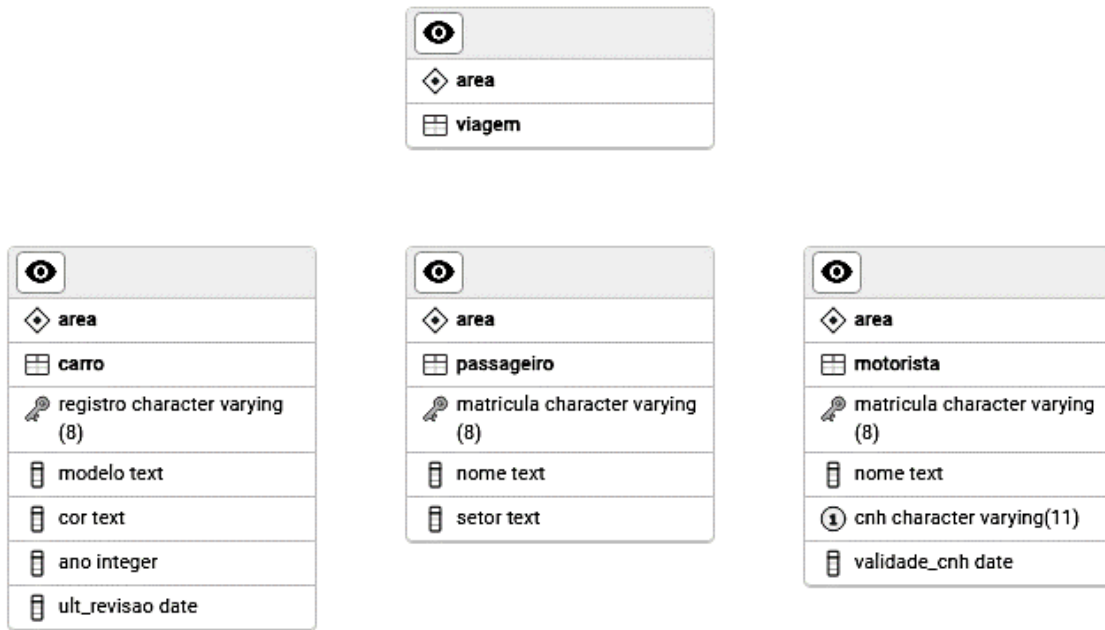 area
viagem
area
carro
registro character varying
(8)
modelo text
cor text
ano integer
ult_revisao date
area
passageiro
matricula character varying
(8)
nome text
setor text
area
motorista
matricula character varying
(8)
nome text
1 cnh character varying(11)
validade_cnh date